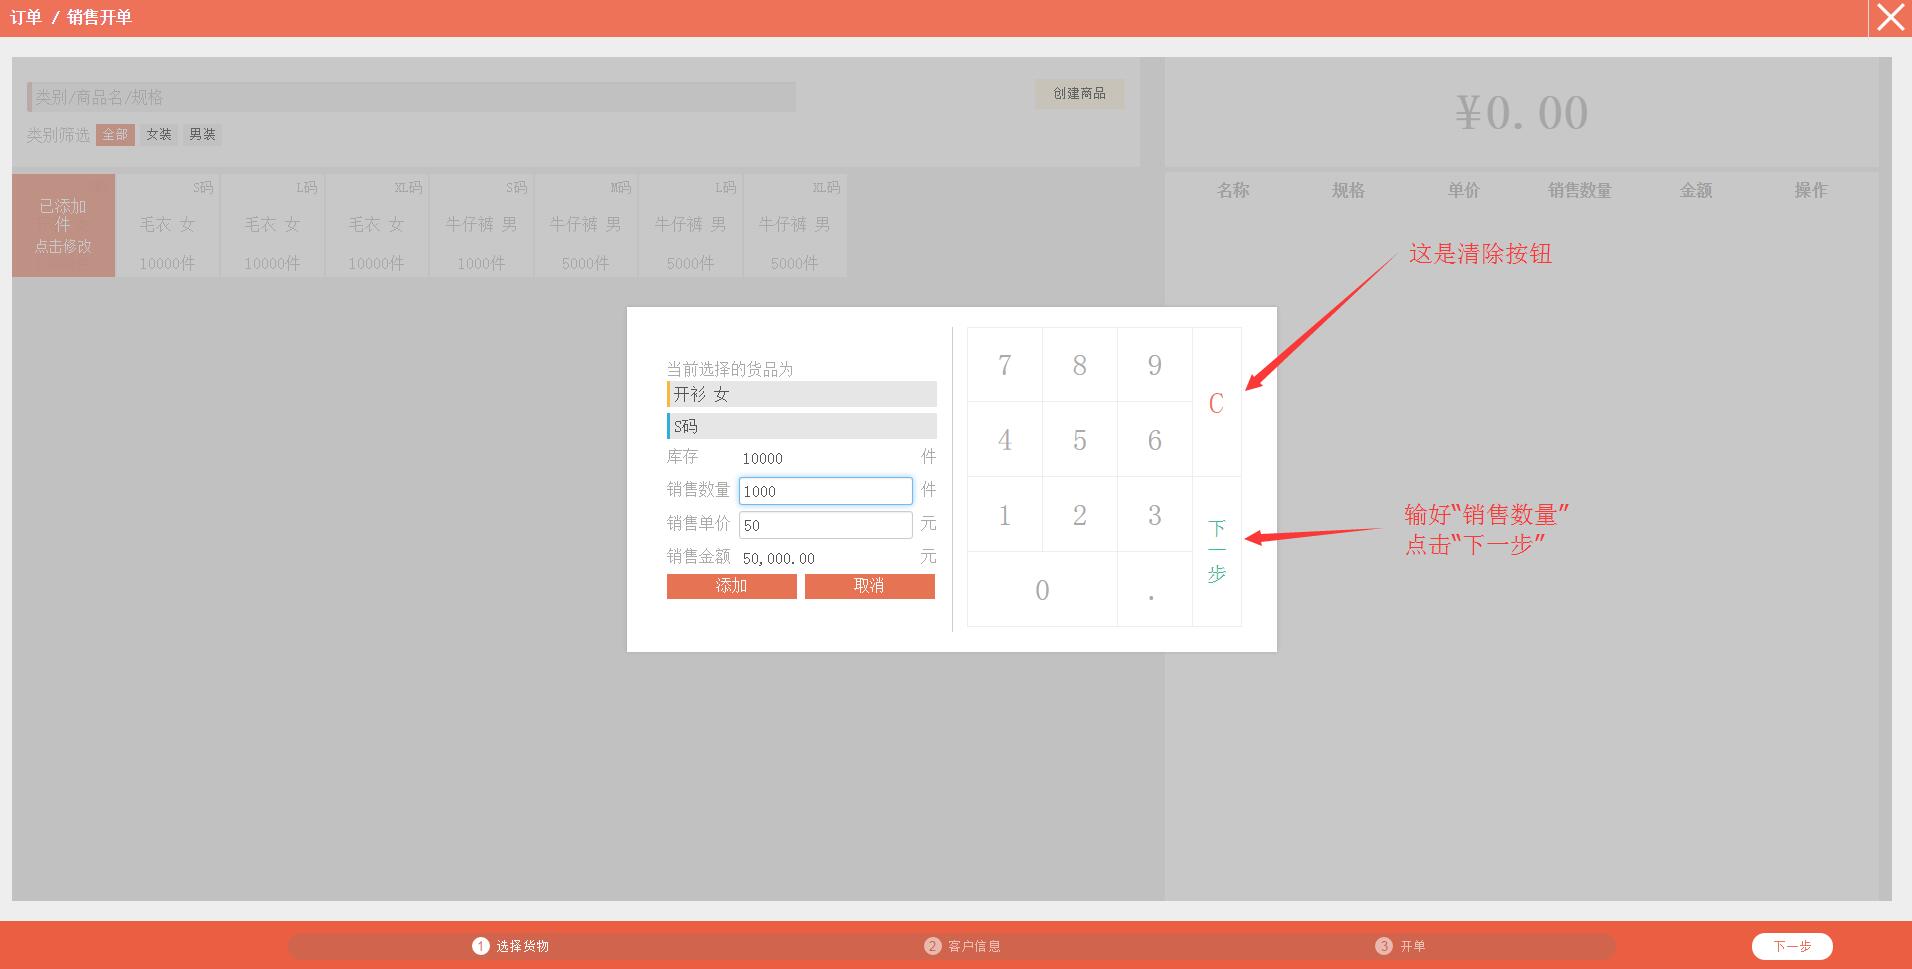 订单 / 销售开单
类别/商品名/规格
创建商品
类别筛选 全部 女装 男装
¥0.00
已添加
件
点击修改
S码
毛衣 女
10000件
L码
毛衣 女
10000件
XL码
毛衣 女
10000件
S码
牛仔裤 男
1000件
M码
牛仔裤 男
5000件
L码
牛仔裤 男
5000件
XL码
牛仔裤 男
5000件
名称 规格 单价 销售数量 金额 操作
这是清除按钮
当前选择的货品为
开衫 女
S码
库存 10000 件
销售数量 1000 件
销售单价 50 元
销售金额 50,000.00 元
添加 取消
7 8 9
C
4 5 6
1 2 3
下一步
0 .
输好“销售数量”
点击“下一步”
1 选择货物
2 客户信息
3 开单
下一步